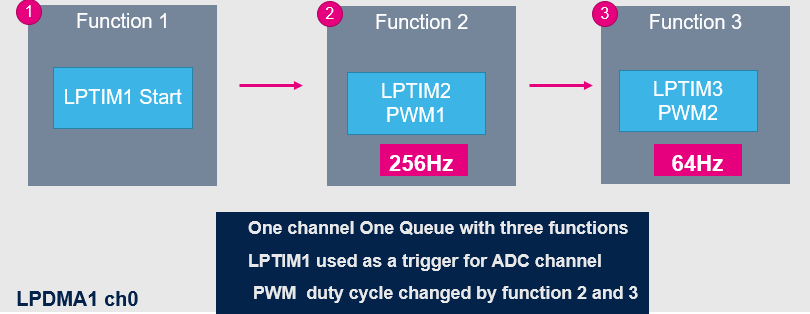 1
Function 1
LPTIM1 Start
2
Function 2
LPTIM2
PWM1
256Hz
3
Function 3
LPTIM3
PWM2
64Hz
One channel One Queue with three functions
LPTIM1 used as a trigger for ADC channel
PWM duty cycle changed by function 2 and 3
LPDMA1 ch0